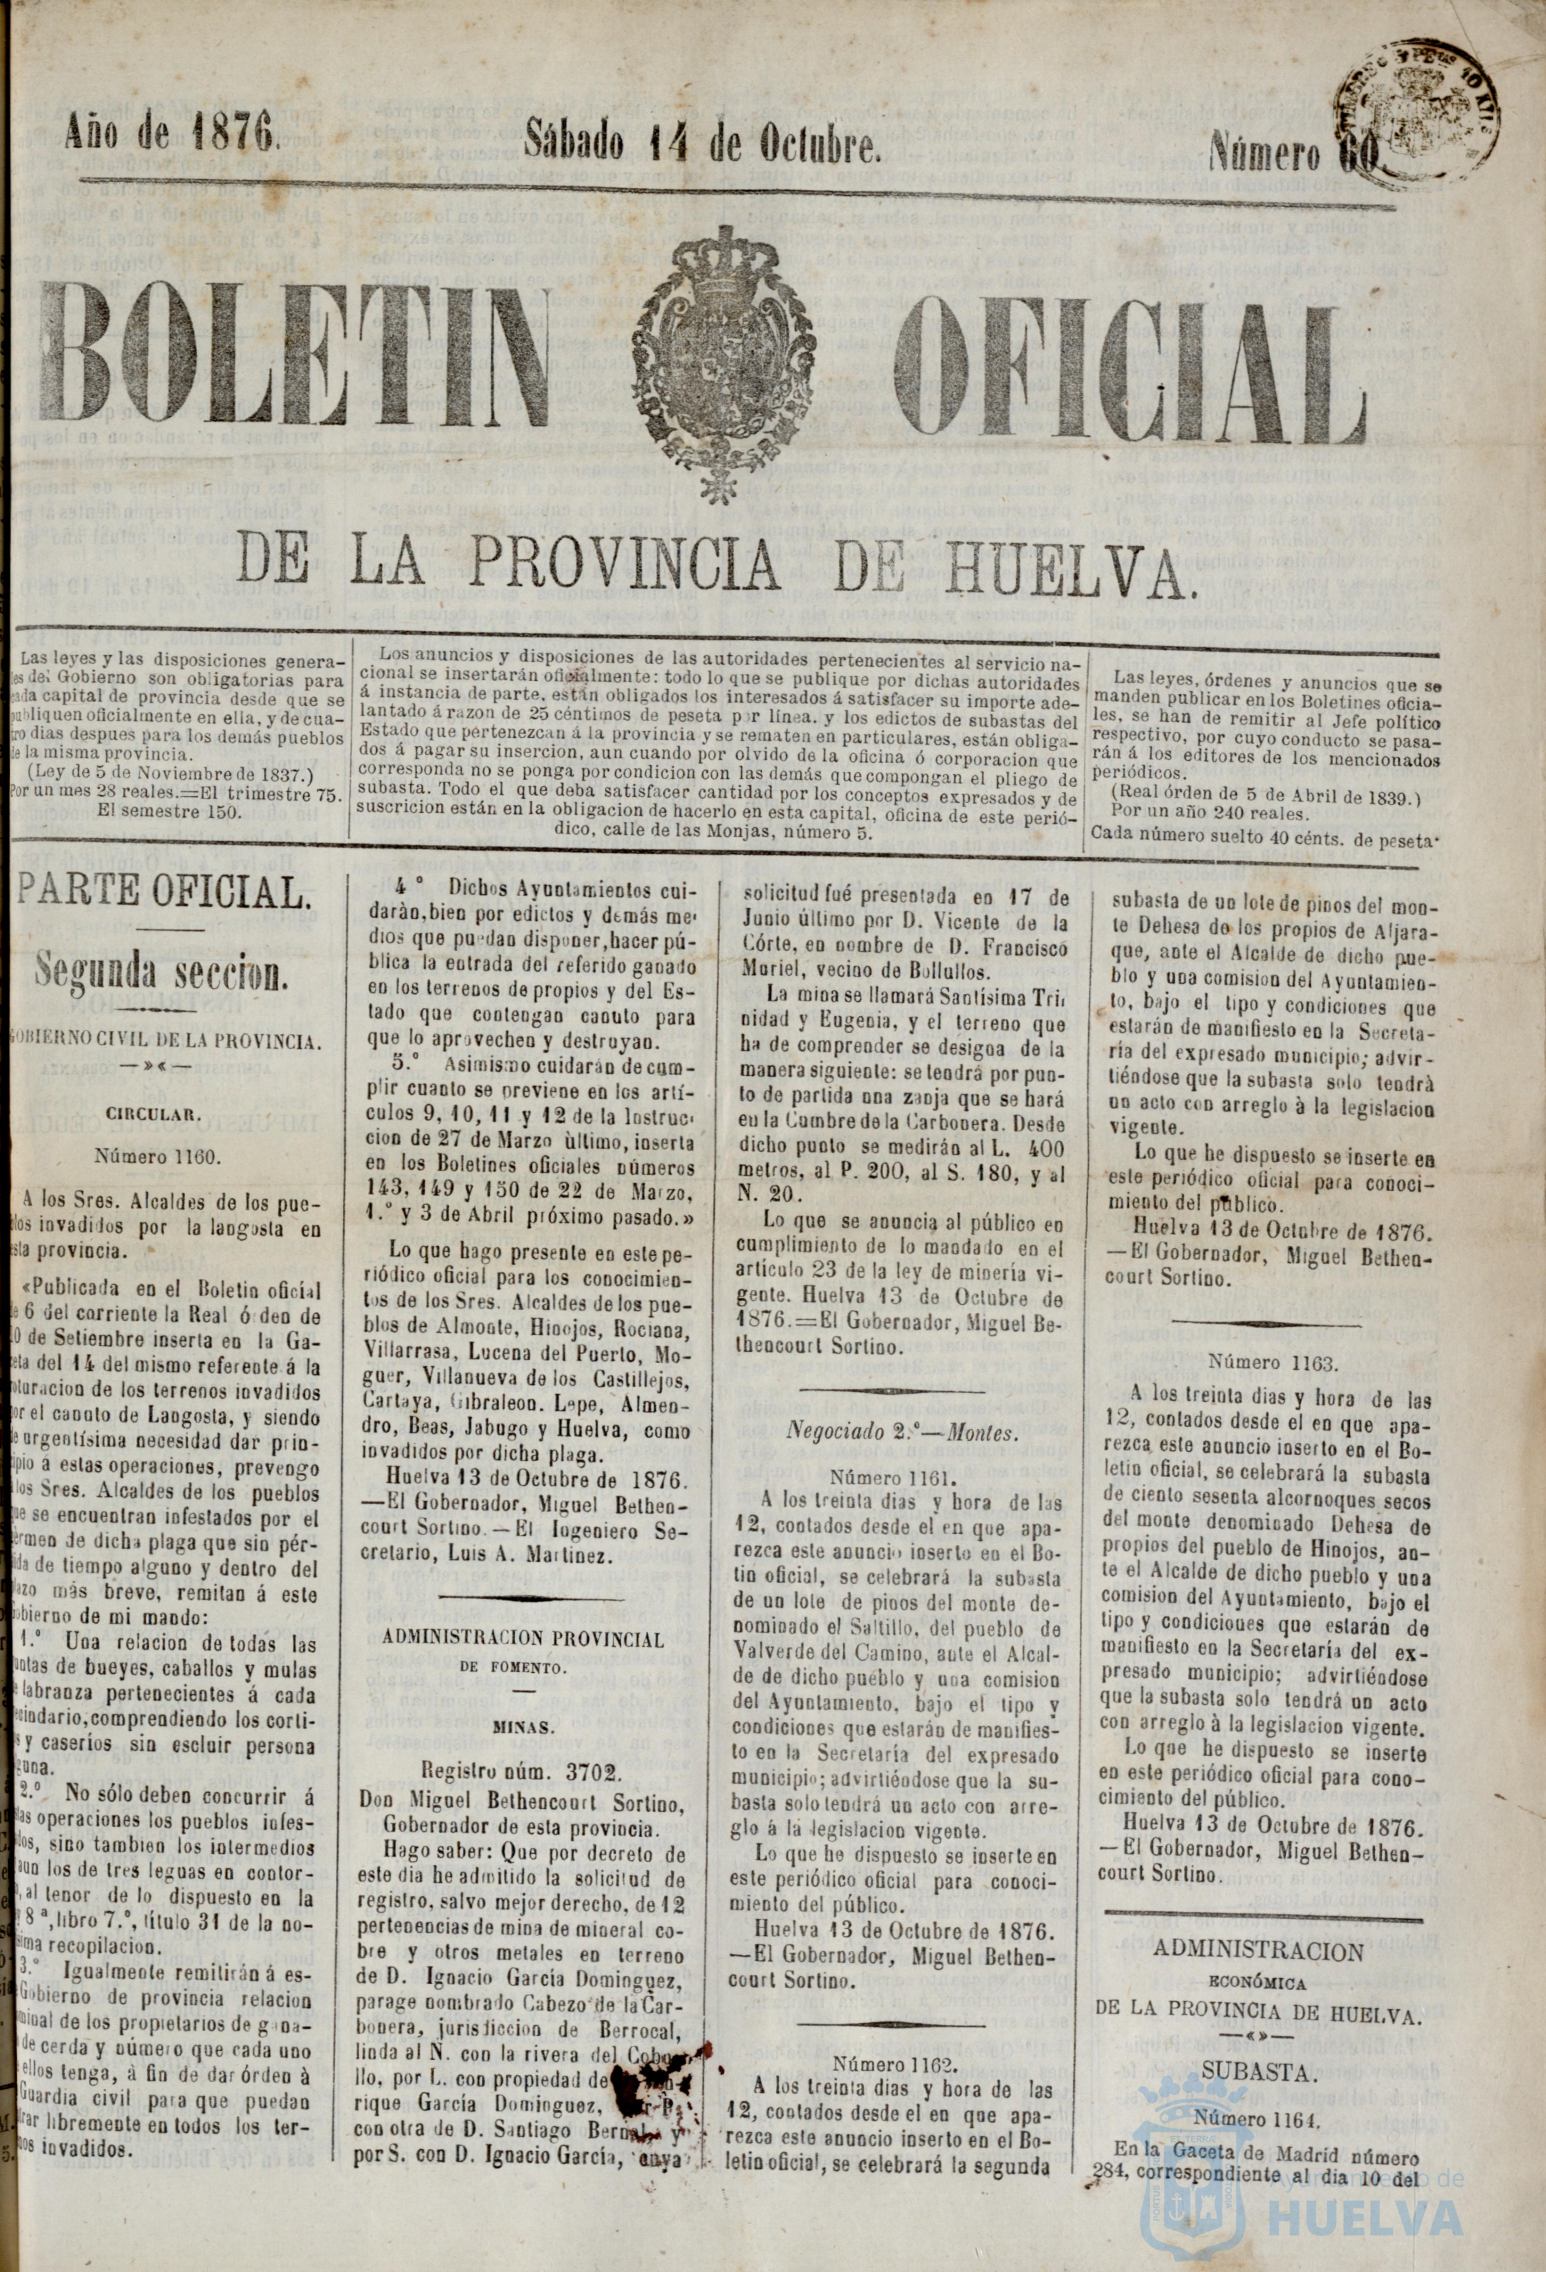 Año de 1876.
Sábado 14 de Octubre.
Número 60.
BOLETIN OFICIAL
DE LA PROVINCIA DE HUELVA.
Las leyes y las disposiciones genera-
del Gobierno son obligatorias para
capital de provincia desde que se
oficialmente en ella, y de cua-
dias despues para los demás pueblos
la misma provincia.
(Ley de 5 de Noviembre de 1837.)
Por un mes 28 reales.=El trimestre 75.
El semestre 150.
Los anuncios y disposiciones de las autoridades pertenecientes al servicio na-
cional se insertarán oficialmente: todo lo que se publique por dichas autoridades
á instancia de parte, están obligados los interesados á satisfacer su importe ade-
lantado á razon de 25 céntimos de peseta por línea. y los edictos de subastas del
Estado que pertenezcan á la provincia y se rematen en particulares, están obliga-
dos á pagar su insercion, aun cuando por olvido de la oficina ó corporacion que
corresponda no se ponga por condicion con las demás que compongan el pliego de
subasta. Todo el que deba satisfacer cantidad por los conceptos expresados y de
suscricion están en la obligacion de hacerlo en esta capital, oficina de este perió-
dico, calle de las Monjas, número 5.
Las leyes, órdenes y anuncios que se
manden publicar en los Boletines oficia-
les, se han de remitir al Jefe político
respectivo, por cuyo conducto se pasa-
rán á los editores de los mencionados
periódicos.
(Real órden de 5 de Abril de 1839.)
Por un año 240 reales.
Cada número suelto 40 cénts. de peseta.
PARTE OFICIAL.
Segunda seccion.
GOBIERNO CIVIL DE LA PROVINCIA.
—»«—
CIRCULAR.
Número 1160.
A los Sres. Alcaldes de los pue-
invadidos por la langosta en
provincia.
«Publicada en el Boletin oficial
6 del corriente la Real ó den de
de Setiembre inserta en la Ga-
del 14 del mismo referente á la
de los terrenos invadidos
el canuto de Langosta, y siendo
urgentísima necesidad dar prin-
á estas operaciones, prevengo
los Sres. Alcaldes de los pueblos
se encuentran infestados por el
de dicha plaga que sin pér-
de tiempo alguno y dentro del
más breve, remitan á este
de mi mando:
1.º Una relacion de todas las
de bueyes, caballos y mulas
labranza pertenecientes á cada
comprendiendo los corti-
y caserios sin escluir persona
2.º No sólo deben concurrir á
operaciones los pueblos infes-
sino tambien los intermedios
los de tres leguas en contor-
al tenor de lo dispuesto en la
8ª, libro 7.º, título 31 de la no-
recopilacion.
3.º Igualmente remitirán á es-
Gobierno de provincia relacion
de los propietarios de gana-
de cerda y número que cada uno
ellos tenga, á fin de dar órden à
Guardia civil para que puedan
libremente en todos los ter-
invadidos.
4 º Dichos Ayuntamientos cui-
daràn, bien por edictos y demás me-
dios que puedan disponer, hacer pú-
blica la entrada del referido ganado
en los terrenos de propios y del Es-
tado que contengan canuto para
que lo aprovechen y destruyan.
5.º Asimismo cuidarán de cum-
plir cuanto se previene en los artí-
culos 9, 10, 11 y 12 de la Instruc-
cion de 27 de Marzo ùltimo, inserta
en los Boletines oficiales números
143, 149 y 150 de 22 de Marzo,
1.º y 3 de Abril próximo pasado.»
Lo que hago presente en este pe-
riódico oficial para los conocimien-
tos de los Sres. Alcaldes de los pue-
blos de Almonte, Hinojos, Rociana,
Villarrasa, Lucena del Puerto, Mo-
guer, Villanueva de los Castillejos,
Cartaya, Gibraleon. Lepe, Almen-
dro, Beas, Jabugo y Huelva, como
invadidos por dicha plaga.
Huelva 13 de Octubre de 1876.
—El Gobernador, Miguel Bethen-
court Sortino.—El Ingeniero Se-
cretario, Luis A. Martinez.
ADMINISTRACION PROVINCIAL
DE FOMENTO.
MINAS.
Registro núm. 3702.
Don Miguel Bethencourt Sortino,
Gobernador de esta provincia.
Hago saber: Que por decreto de
este dia he admitido la solicitud de
registro, salvo mejor derecho, de 12
pertenencias de mina de mineral co-
bre y otros metales en terreno
de D. Ignacio García Dominguez,
parage nombrado Cabezo de la Car-
bonera, jurisdiccion de Berrocal,
linda al N. con la rivera del
llo, por L. con propiedad de
rique García Dominguez, P.
con otra de D. Santiago y
por S. con D. Ignacio García, cuya
solicitud fué presentada en 17 de
Junio último por D. Vicente de la
Córte, en nombre de D. Francisco
Muriel, vecino de Bollullos.
La mina se llamará Santísima Tri-
nidad y Eugenia, y el terreno que
ha de comprender se designa de la
manera siguiente: se tendrá por pun-
to de partida una zanja que se hará
en la Cumbre de la Carbonera. Desde
dicho punto se medirán al L. 400
metros, al P. 200, al S. 180, y al
N. 20.
Lo que se anuncia al público en
cumplimiento de lo mandado en el
artículo 23 de la ley de minería vi-
gente. Huelva 13 de Octubre de
1876.=El Gobernador, Miguel Be-
thencourt Sortino.
Negociado 2.º—Montes.
Número 1161.
A los treinta dias y hora de las
12, contados desde el en que apa-
rezca este anuncio inserto en el Bo-
tin oficial, se celebrará la subasta
de un lote de pinos del monte de-
nominado el Saltillo, del pueblo de
Valverde del Camino, ante el Alcal-
de de dicho pueblo y una comision
del Ayuntamiento, bajo el tipo y
condiciones que estarán de manifies-
to en la Secretaría del expresado
municipio; advirtiéndose que la su-
basta solo tendrá un acto con arre-
glo á la legislacion vigente.
Lo que he dispuesto se inserte en
este periódico oficial para conoci-
miento del público.
Huelva 13 de Octubre de 1876.
—El Gobernador, Miguel Bethen-
court Sortino.
Número 1162.
A los treinta dias y hora de las
12, contados desde el en que apa-
rezca este anuncio inserto en el Bo-
letin oficial, se celebrará la segunda
subasta de un lote de pinos del mon-
te Dehesa de los propios de Aljara-
que, ante el Alcalde de dicho pue-
blo y una comision del Ayuntamien-
to, bajo el tipo y condiciones que
estarán de manifiesto en la Secreta-
ría del expresado municipio; advir-
tiéndose que la subasta solo tendrà
un acto con arreglo à la legislacion
vigente.
Lo que he dispuesto se inserte en
este periódico oficial para conoci-
miento del público.
Huelva 13 de Octubre de 1876.
—El Gobernador, Miguel Bethen-
court Sortino.
Número 1163.
A los treinta dias y hora de las
12, contados desde el en que apa-
rezca este anuncio inserto en el Bo-
letin oficial, se celebrará la subasta
de ciento sesenta alcornoques secos
del monte denominado Dehesa de
propios del pueblo de Hinojos, an-
te el Alcalde de dicho pueblo y una
comision del Ayuntamiento, bajo el
tipo y condiciones que estarán de
manifiesto en la Secretaría del ex-
presado municipio; advirtiéndose
que la subasta solo tendrá un acto
con arreglo à la legislacion vigente.
Lo que he dispuesto se inserte
en este periódico oficial para cono-
cimiento del público.
Huelva 13 de Octubre de 1876.
—El Gobernador, Miguel Bethen-
court Sortino.
ADMINISTRACION
ECONÓMICA
DE LA PROVINCIA DE HUELVA.
—«»—
SUBASTA.
Número 1164.
En la Gaceta de Madrid número
284, correspondiente al dia 10 del
Ayuntamiento de
HUELVA